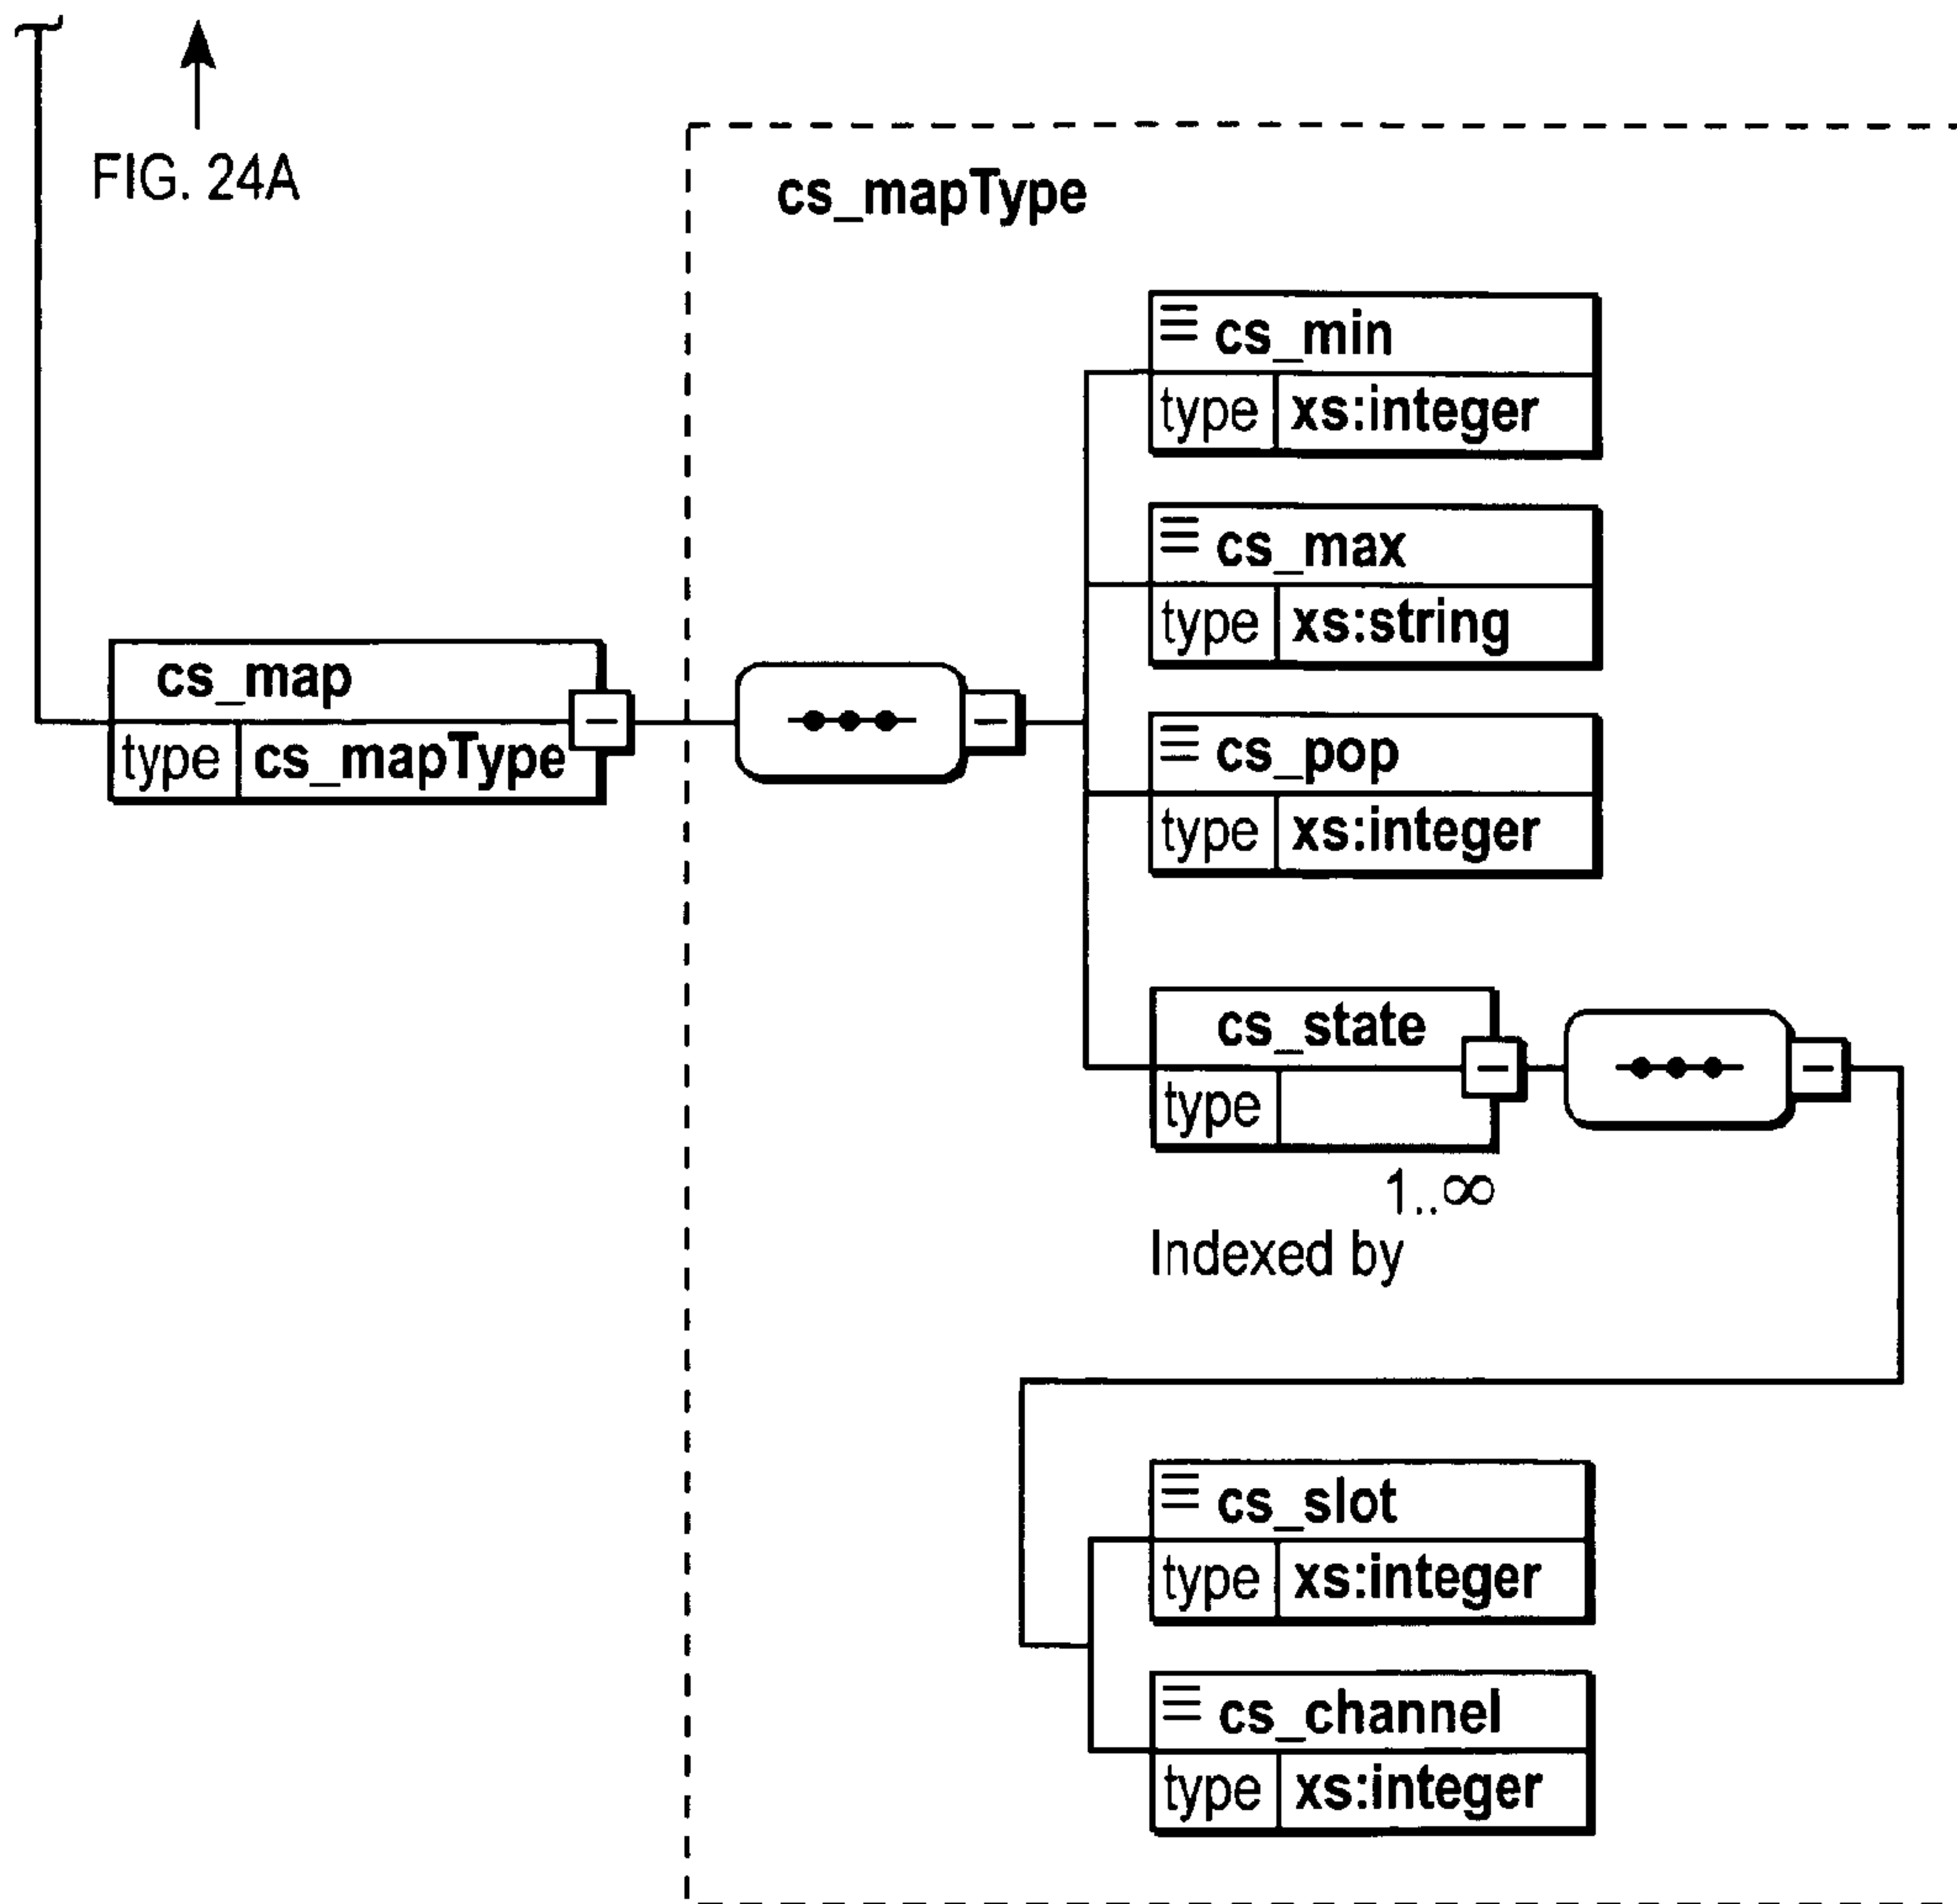 FIG. 24A
cs_mapType
cs_min
type xs:integer
cs_max
type xs:string
cs_map
type cs_mapType
cs_pop
type xs:integer
cs_state
type
1..∞
Indexed by
cs_slot
type xs:integer
cs_channel
type xs:integer